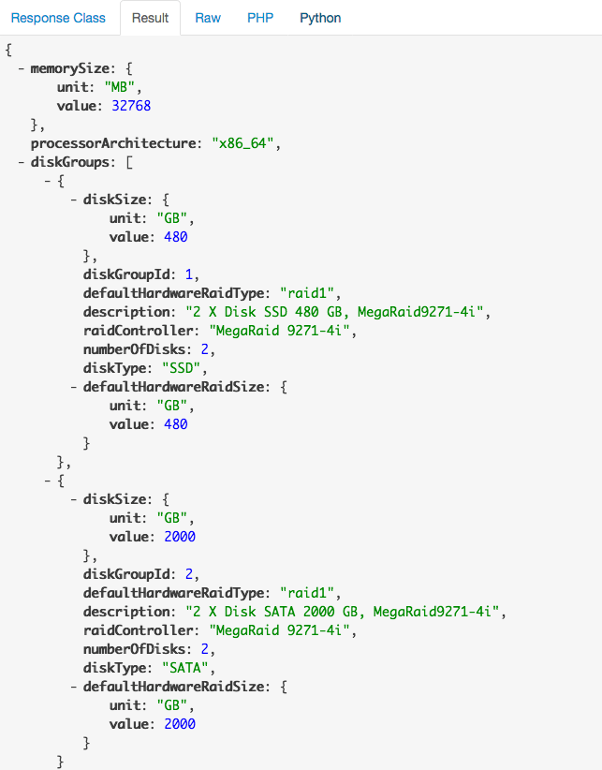 Response Class Result Raw PHP Python
{
- memorySize: {
unit: "MB",
value: 32768
},
processorArchitecture: "x86_64",
- diskGroups: [
- {
- diskSize: {
unit: "GB",
value: 480
},
diskGroupId: 1,
defaultHardwareRaidType: "raid1",
description: "2 X Disk SSD 480 GB, MegaRaid9271-4i",
raidController: "MegaRaid 9271-4i",
numberOfDisks: 2,
diskType: "SSD",
- defaultHardwareRaidSize: {
unit: "GB",
value: 480
}
},
- {
- diskSize: {
unit: "GB",
value: 2000
},
diskGroupId: 2,
defaultHardwareRaidType: "raid1",
description: "2 X Disk SATA 2000 GB, MegaRaid9271-4i",
raidController: "MegaRaid 9271-4i",
numberOfDisks: 2,
diskType: "SATA",
- defaultHardwareRaidSize: {
unit: "GB",
value: 2000
}
}